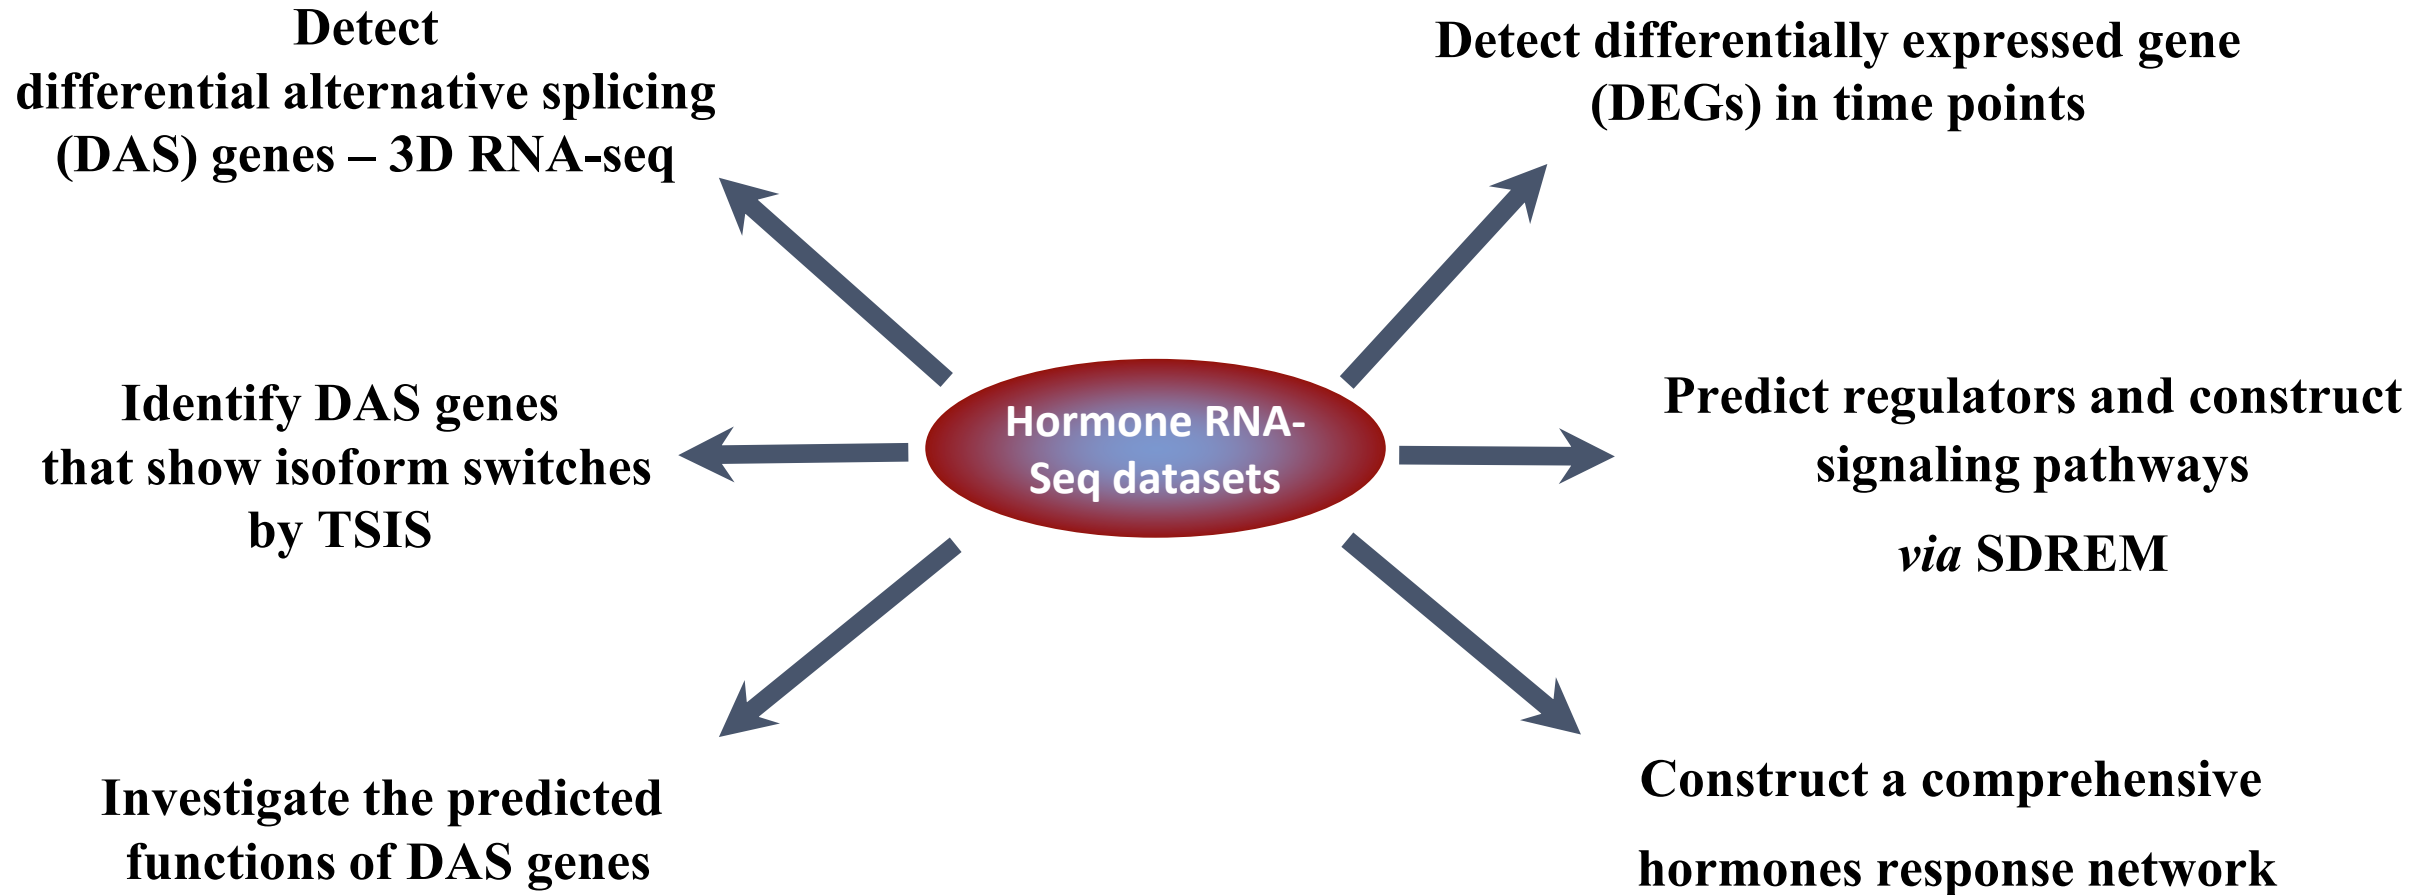 Detect
differential alternative splicing
(DAS) genes – 3D RNA-seq
Detect differentially expressed gene
(DEGs) in time points
Identify DAS genes
that show isoform switches
by TSIS
Hormone RNA-
Seq datasets
Predict regulators and construct
signaling pathways
via SDREM
Investigate the predicted
functions of DAS genes
Construct a comprehensive
hormones response network